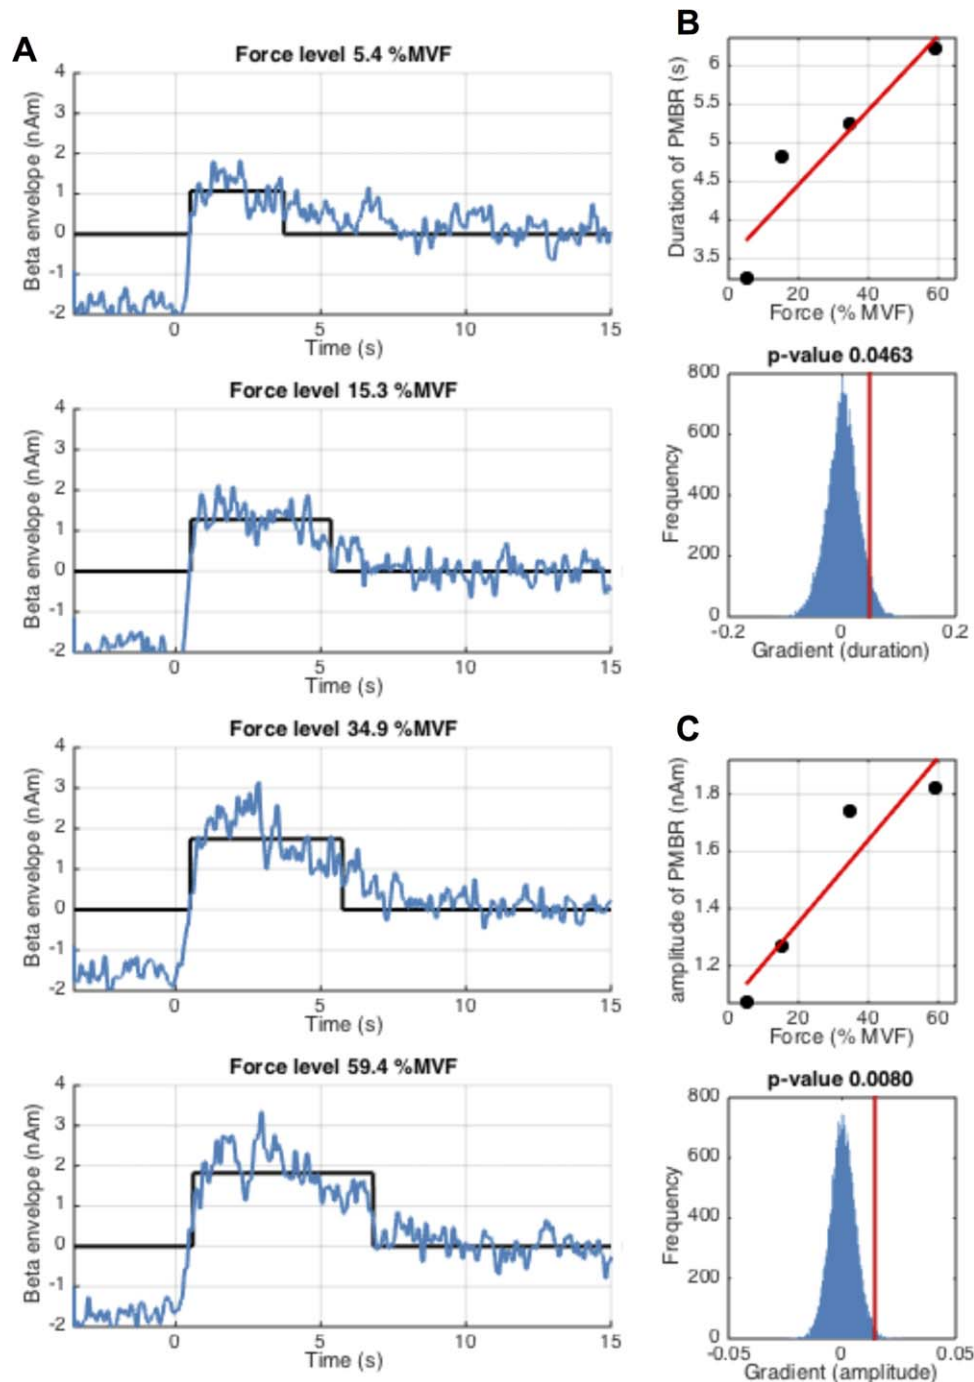 A
Force level 5.4 %MVF
Beta envelope (nAm)
4
3
2
1
0
-1
-2
0 5 10 15
Time (s)
Force level 15.3 %MVF
Beta envelope (nAm)
4
3
2
1
0
-1
-2
0 5 10 15
Time (s)
Force level 34.9 %MVF
Beta envelope (nAm)
4
3
2
1
0
-1
-2
0 5 10 15
Time (s)
Force level 59.4 %MVF
Beta envelope (nAm)
4
3
2
1
0
-1
-2
0 5 10 15
Time (s)
B
Duration of PMBR (s)
6
5.5
5
4.5
4
3.5
0 20 40 60
Force (% MVF)
p-value 0.0463
Frequency
800
600
400
200
0
-0.2 0 0.2
Gradient (duration)
C
amplitude of PMBR (nAm)
1.8
1.6
1.4
1.2
0 20 40 60
Force (% MVF)
p-value 0.0080
Frequency
800
600
400
200
0
-0.05 0 0.05
Gradient (amplitude)